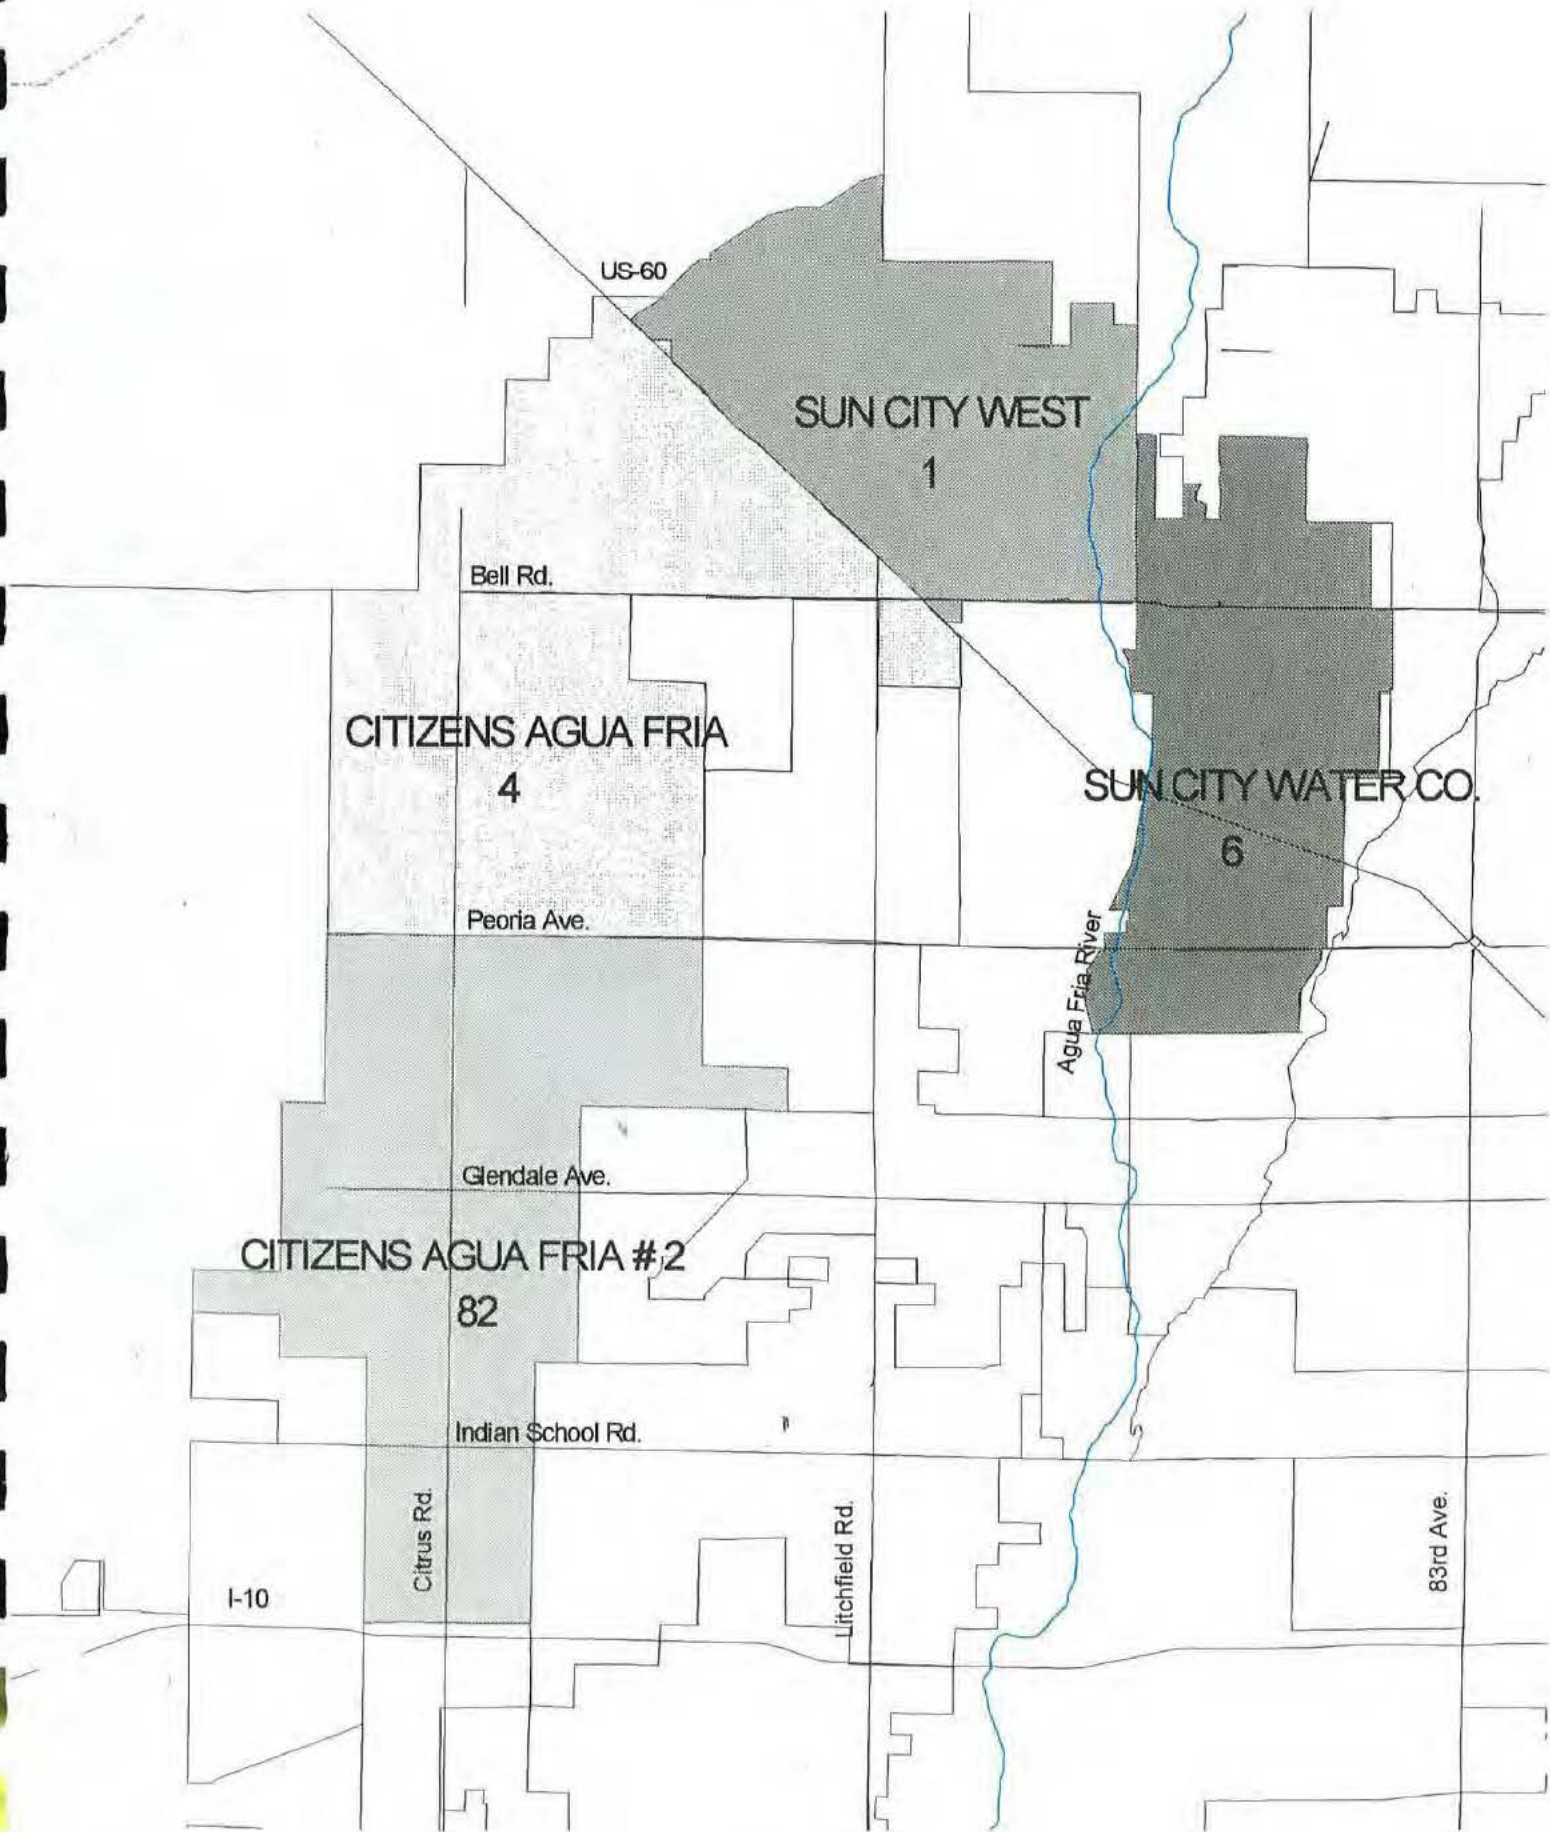 US-60
SUN CITY WEST
1
Bell Rd.
CITIZENS AGUA FRIA
4
SUN CITY WATER CO.
6
Peoria Ave.
Agua Fria River
Glendale Ave.
CITIZENS AGUA FRIA #2
82
Indian School Rd.
Citrus Rd.
Litchfield Rd.
83rd Ave.
I-10